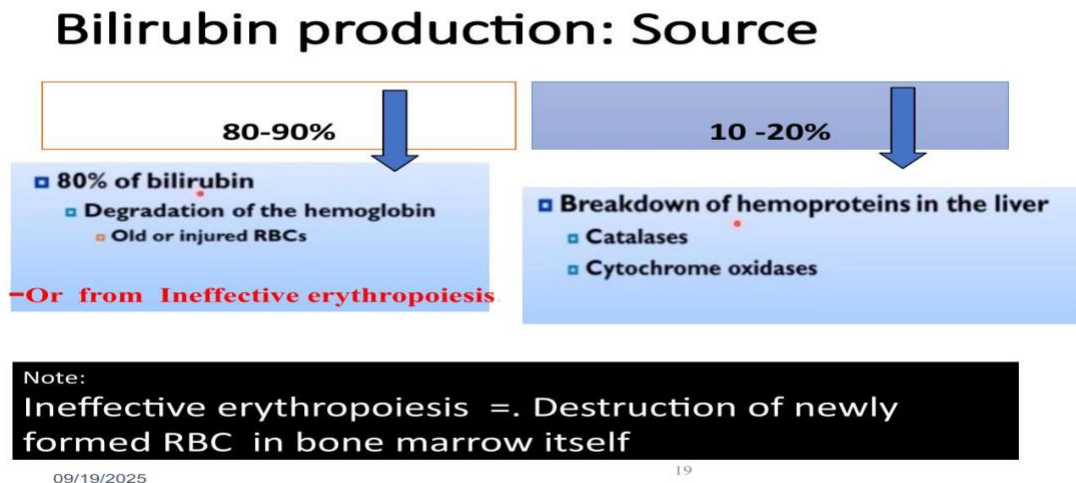 Bilirubin production: Source
80-90%
80% of bilirubin
Degradation of the hemoglobin
Old or injured RBCs
-Or from Ineffective erythropoiesis
10 -20%
Breakdown of hemoproteins in the liver
Catalases
Cytochrome oxidases
Note:
Ineffective erythropoiesis =. Destruction of newly
formed RBC in bone marrow itself
09/19/2025
19